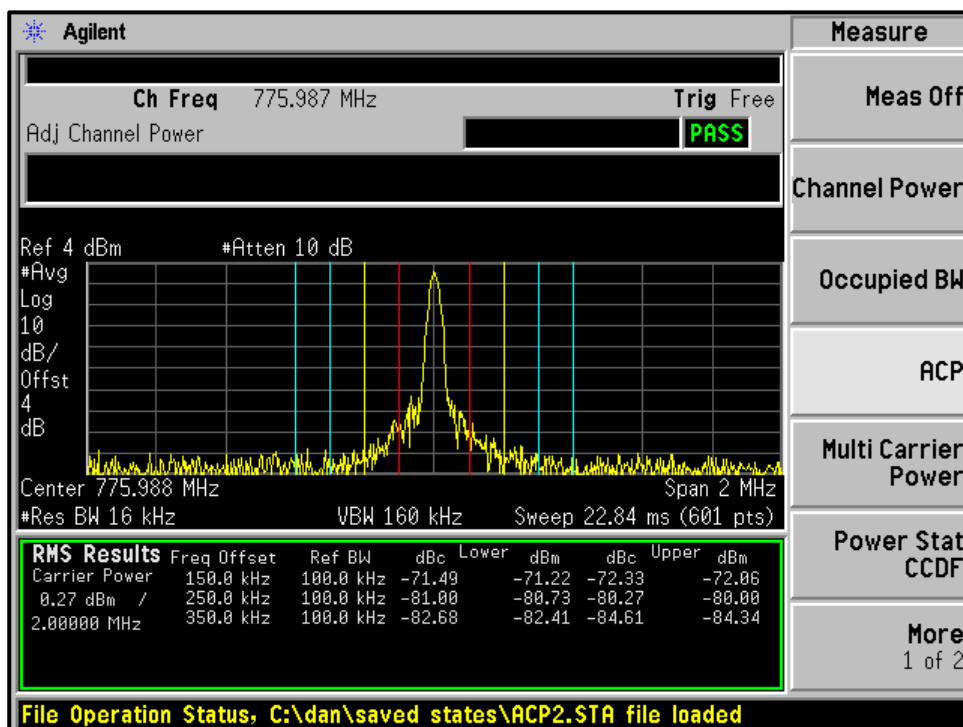 Agilent
Measure
Ch Freq 775.987 MHz Trig Free
Meas Off
Adj Channel Power PASS
Channel Power
Ref 4 dBm #Atten 10 dB
#Avg
Log
10
dB/
Offst
4
dB
Occupied BW
ACP
Multi Carrier
Power
Center 775.988 MHz Span 2 MHz
#Res BW 16 kHz VBW 160 kHz Sweep 22.84 ms (601 pts)
RMS Results Freq Offset Ref BW dBc Lower dBm dBc Upper dBm
Carrier Power 150.0 kHz 100.0 kHz -71.49 -71.22 -72.33 -72.06
0.27 dBm / 250.0 kHz 100.0 kHz -81.00 -80.73 -80.27 -80.00
2.00000 MHz 350.0 kHz 100.0 kHz -82.68 -82.41 -84.61 -84.34
Power Stat
CCDF
More
1 of 2
File Operation Status, C:\dan\saved states\ACP2.STA file loaded